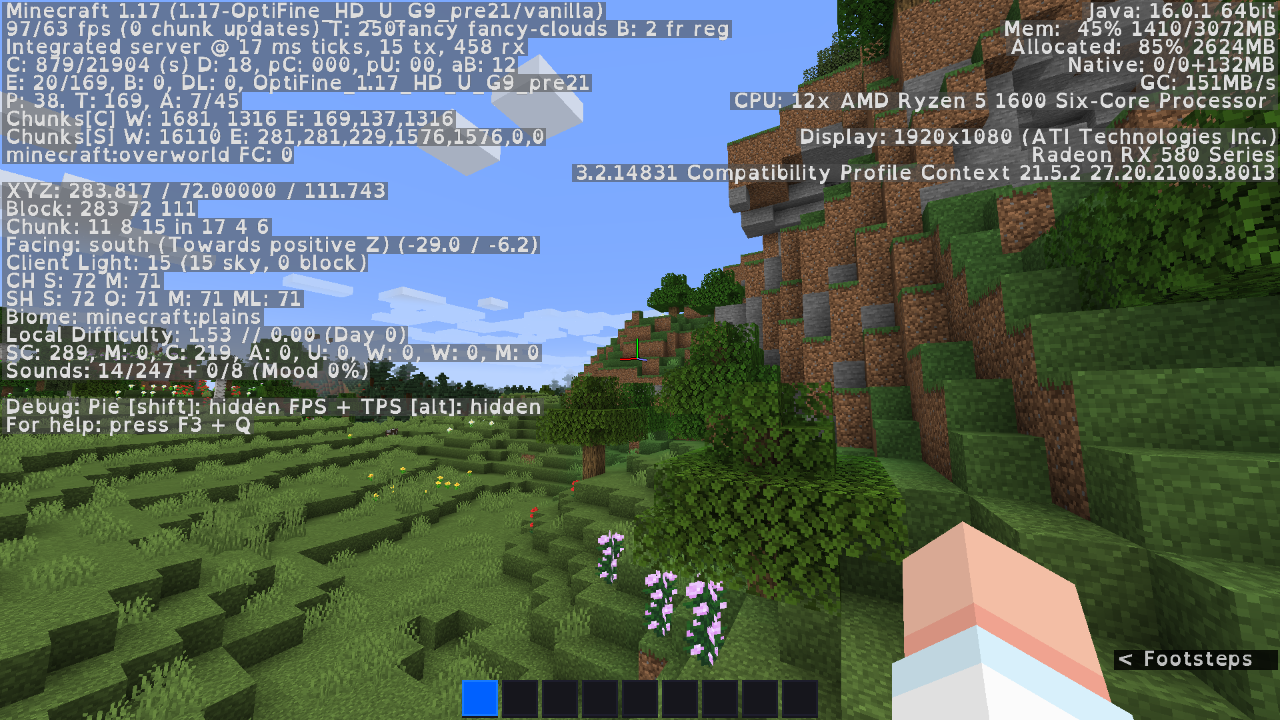 Minecraft 1.17 (1.17-OptiFine_HD_U_G9_pre21/vanilla)
97/63 fps (0 chunk updates) T: 250fancy fancy-clouds B: 2 fr reg
Integrated server @ 17 ms ticks, 15 tx, 458 rx
C: 879/21904 (s) D: 18, pC: 000, pU: 00, aB: 12
E: 20/169, B: 0, DL: 0, OptiFine_1.17_HD_U_G9_pre21
P: 38. T: 169, A: 7/45
Chunks[C] W: 1681, 1316 E: 169,137,1316
Chunks[S] W: 16110 E: 281,281,229,1576,1576,0,0
minecraft:overworld FC: 0
XYZ: 283.817 / 72.00000 / 111.743
Block: 283 72 111
Chunk: 11 8 15 in 17 4 6
Facing: south (Towards positive Z) (-29.0 / -6.2)
Client Light: 15 (15 sky, 0 block)
CH S: 72 M: 71
SH S: 72 O: 71 M: 71 ML: 71
Biome: minecraft:plains
Local Difficulty: 1.53 // 0.00 (Day 0)
SC: 289, M: 0, C: 219, A: 0, U: 0, W: 0, W: 0, M: 0
Sounds: 14/247 + 0/8 (Mood 0%)
Debug: Pie [shift]: hidden FPS + TPS [alt]: hidden
For help: press F3 + Q
Java: 16.0.1 64bit
Mem: 45% 1410/3072MB
Allocated: 85% 2624MB
Native: 0/0+132MB
GC: 151MB/s
CPU: 12x AMD Ryzen 5 1600 Six-Core Processor
Display: 1920x1080 (ATI Technologies Inc.)
Radeon RX 580 Series
3.2.14831 Compatibility Profile Context 21.5.2 27.20.21003.8013
< Footsteps